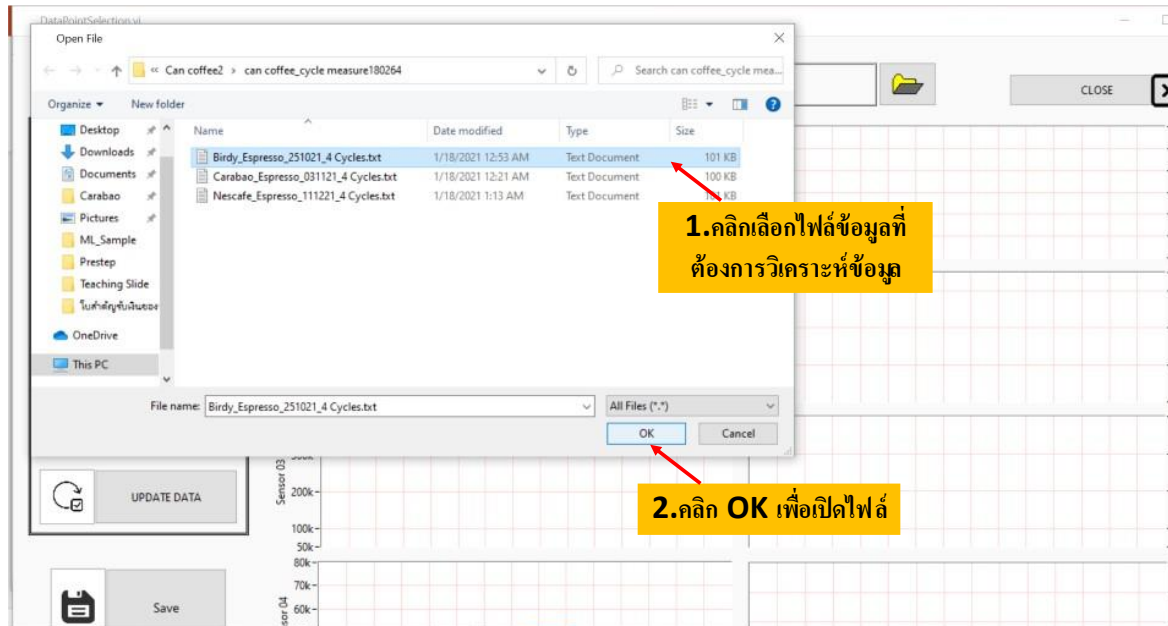 DataPointSelection.vi
Open File
« Can coffee2 > can coffee_cycle measure180264
Search can coffee_cycle mea...
CLOSE
Organize
New folder
Name Date modified Type Size
Desktop
Downloads
Documents
Carabao
Pictures
ML_Sample
Prestep
Teaching Slide
OneDrive
This PC
Birdy_Espresso_251021_4 Cycles.txt 1/18/2021 12:53 AM Text Document 101 KB
Carabao_Espresso_031121_4 Cycles.txt 1/18/2021 12:21 AM Text Document 100 KB
Nescafe_Espresso_111221_4 Cycles.txt 1/18/2021 1:13 AM Text Document 101 KB
1.คลิกเลือกไฟล์ข้อมูลที่
ต้องการวิเคราะห์ข้อมูล
File name: Birdy_Espresso_251021_4 Cycles.txt
All Files (*.*)
OK
Cancel
2.คลิก OK เพื่อเปิดไฟล์
UPDATE DATA
Sensor 03
200k
100k
50k
80k
70k
60k
Save